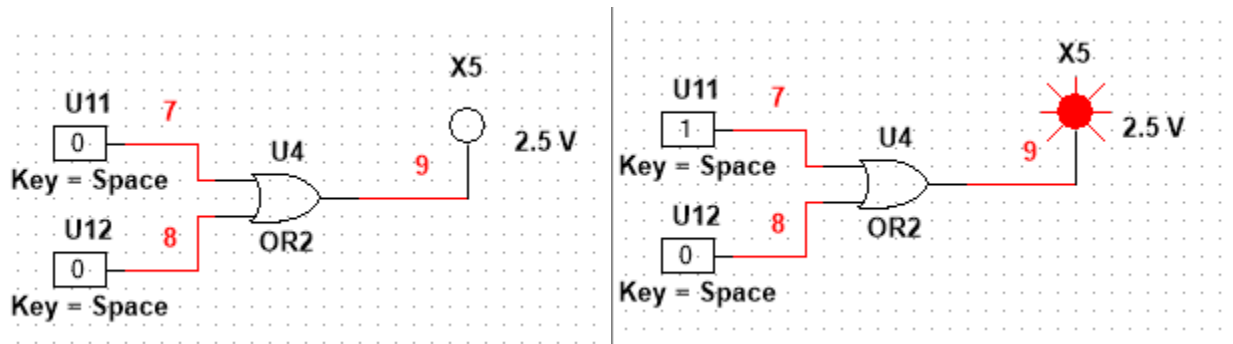 X5
U11
7
0
2.5 V
U4
9
Key = Space
U12
8
OR2
0
Key = Space
X5
U11
7
1
2.5 V
U4
9
Key = Space
U12
8
OR2
0
Key = Space